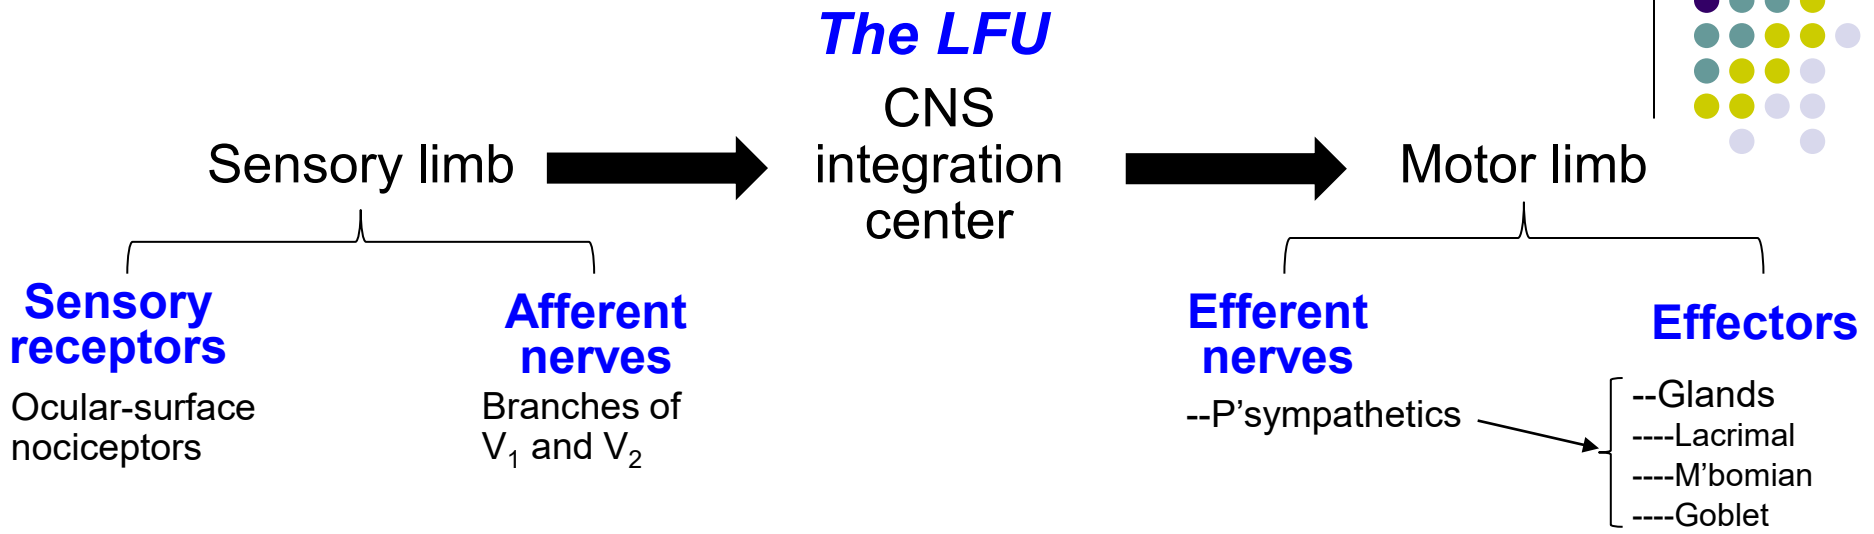 The LFU
CNS
integration
center
Sensory limb
Motor limb
Sensory
receptors
Ocular-surface
nociceptors
Afferent
nerves
Branches of
V₁ and V₂
Efferent
nerves
--P’sympathetics
Effectors
--Glands
----Lacrimal
----M’bomian
----Goblet